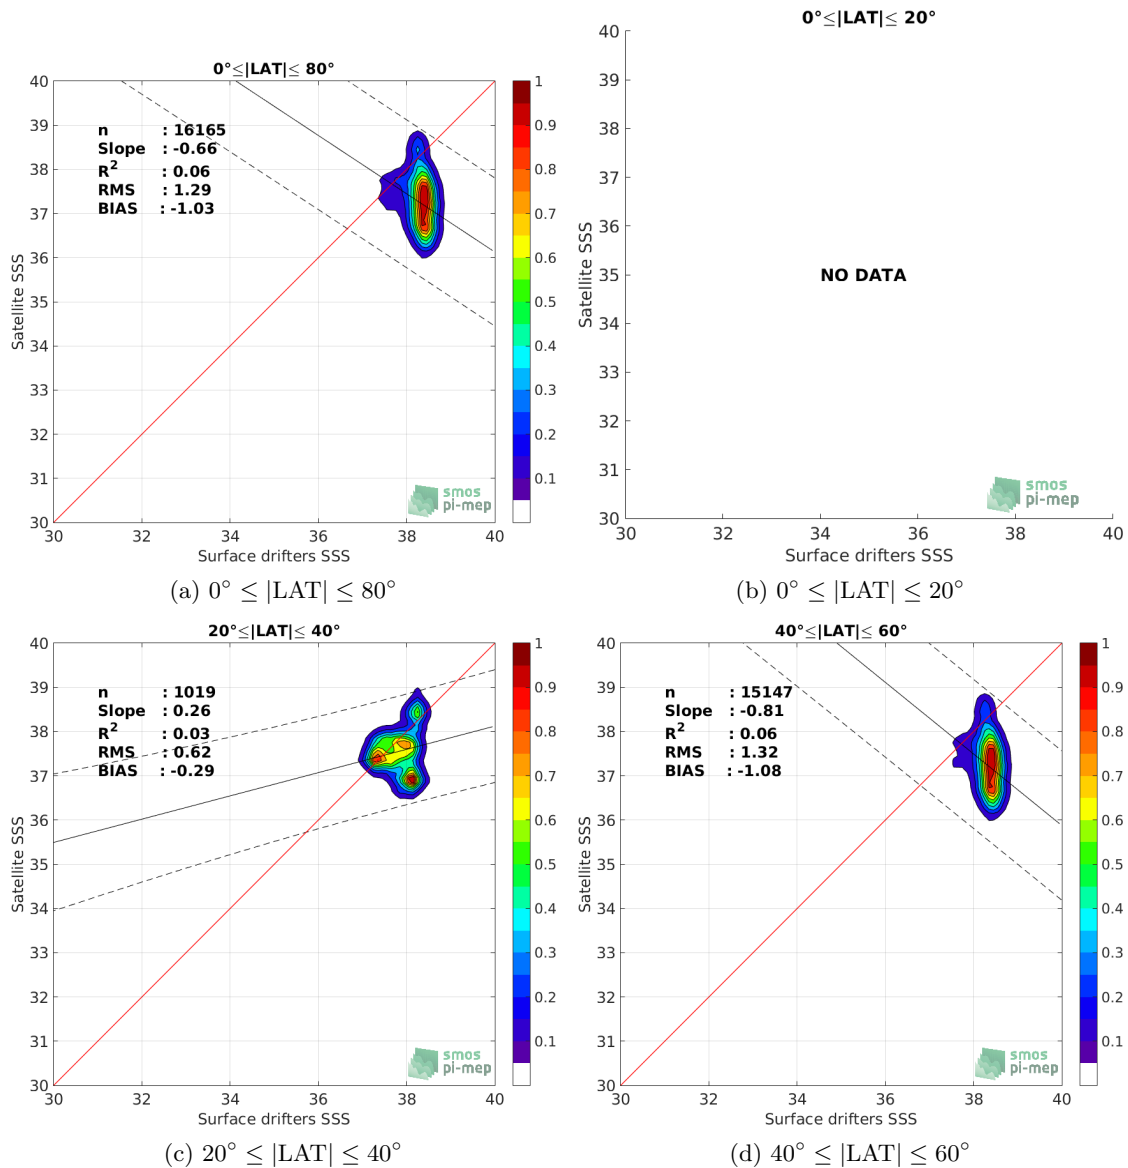 0°≤|LAT|≤ 80°
40
39
38
37
36
35
34
33
32
31
30
Satellite SSS
n : 16165
Slope : -0.66
R² : 0.06
RMS : 1.29
BIAS : -1.03
30 32 34 36 38 40
Surface drifters SSS
1
0.9
0.8
0.7
0.6
0.5
0.4
0.3
0.2
0.1
smos
pi-mep
(a) 0° ≤ |LAT| ≤ 80°
0°≤|LAT|≤ 20°
40
39
38
37
36
35
34
33
32
31
30
Satellite SSS
NO DATA
30 32 34 36 38 40
Surface drifters SSS
smos
pi-mep
(b) 0° ≤ |LAT| ≤ 20°
20°≤|LAT|≤ 40°
40
39
38
37
36
35
34
33
32
31
30
Satellite SSS
n : 1019
Slope : 0.26
R² : 0.03
RMS : 0.62
BIAS : -0.29
30 32 34 36 38 40
Surface drifters SSS
1
0.9
0.8
0.7
0.6
0.5
0.4
0.3
0.2
0.1
smos
pi-mep
(c) 20° ≤ |LAT| ≤ 40°
40°≤|LAT|≤ 60°
40
39
38
37
36
35
34
33
32
31
30
Satellite SSS
n : 15147
Slope : -0.81
R² : 0.06
RMS : 1.32
BIAS : -1.08
30 32 34 36 38 40
Surface drifters SSS
1
0.9
0.8
0.7
0.6
0.5
0.4
0.3
0.2
0.1
smos
pi-mep
(d) 40° ≤ |LAT| ≤ 60°